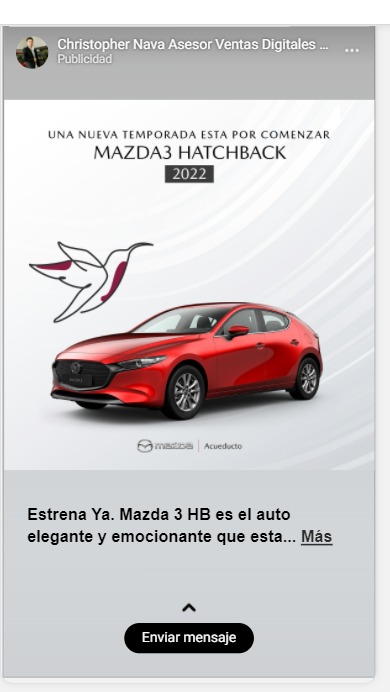 Christopher Nava Asesor Ventas Digitales ...
Publicidad
UNA NUEVA TEMPORADA ESTA POR COMENZAR
MAZDA3 HATCHBACK
2022
mazda | Acueducto
Estrena Ya. Mazda 3 HB es el auto
elegante y emocionante que esta... Más
Enviar mensaje